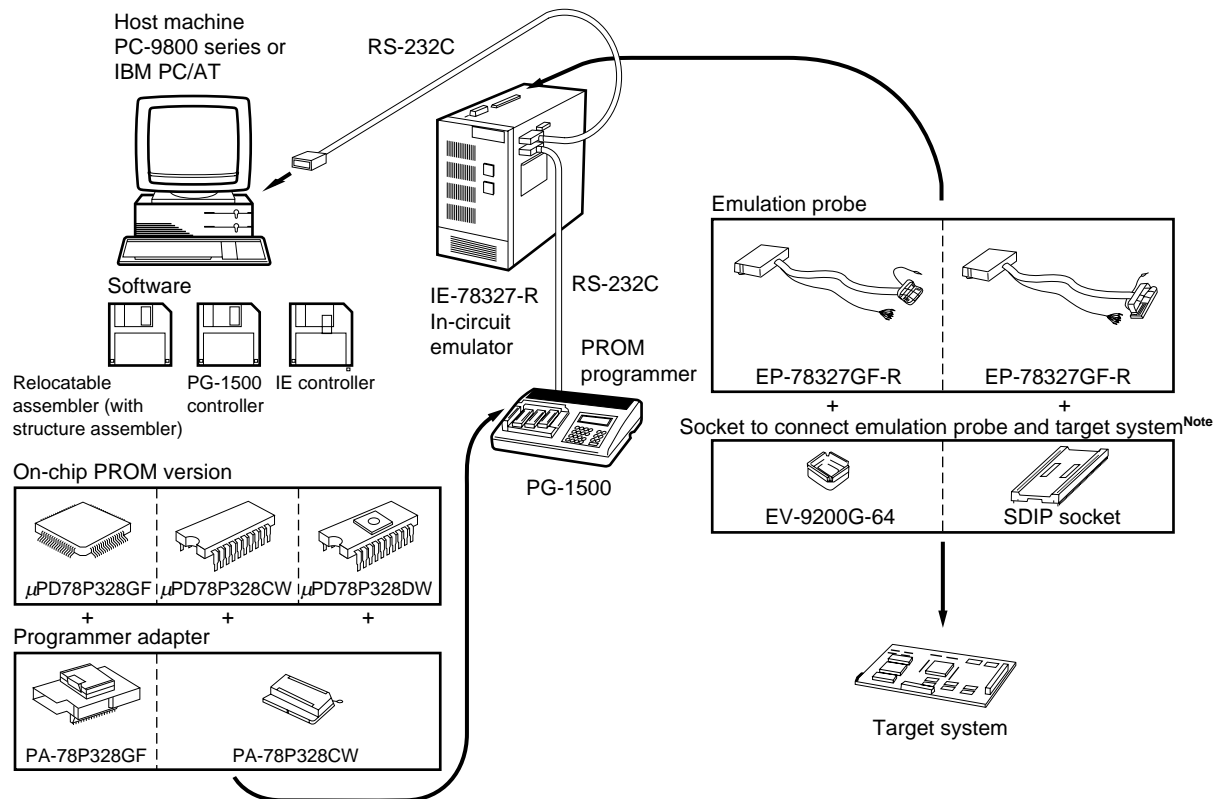 Host machine
PC-9800 series or
IBM PC/AT
RS-232C
Software
Relocatable
assembler (with
structure assembler)
PG-1500
controller
IE controller
IE-78327-R
In-circuit
emulator
RS-232C
PROM
programmer
PG-1500
Emulation probe
EP-78327GF-R
EP-78327GF-R
+
+
Socket to connect emulation probe and target systemNote
EV-9200G-64
SDIP socket
Target system
On-chip PROM version
μPD78P328GF
μPD78P328CW
μPD78P328DW
+
+
+
Programmer adapter
PA-78P328GF
PA-78P328CW